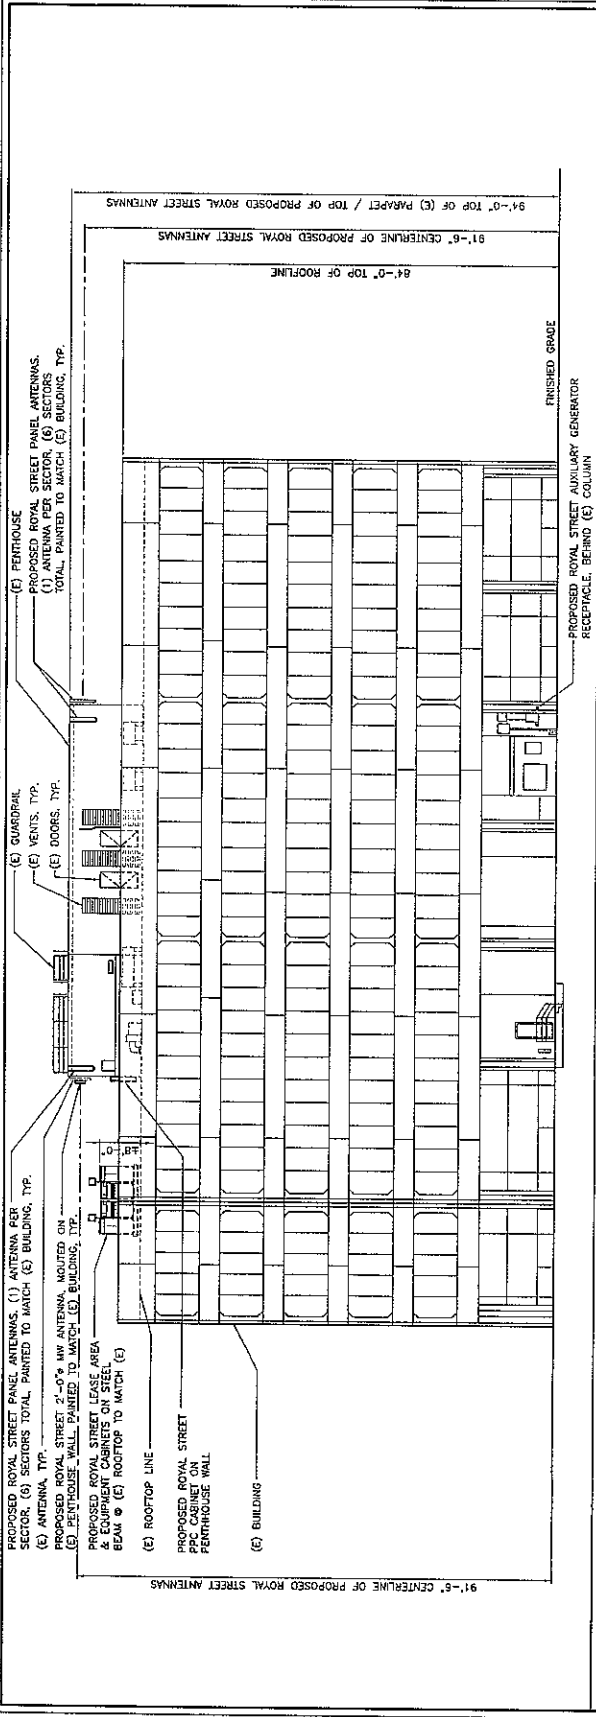 PROPOSED ROYAL STREET PANEL ANTENNAS, (1) ANTENNA PER
SECTOR, (6) SECTORS TOTAL, PAINTED TO MATCH (E) BUILDING, TYP.
(E) ANTENNA, TYP.
PROPOSED ROYAL STREET 2'-0"ø MW ANTENNA, MOUTED ON
(E) PENTHOUSE WALL, PAINTED TO MATCH (E) BUILDING, TYP.
PROPOSED ROYAL STREET LEASE AREA
& EQUIPMENT CABINETS ON STEEL
BEAM @ (E) ROOFTOP TO MATCH (E)
(E) ROOFTOP LINE
PROPOSED ROYAL STREET
PPC CABINET ON
PENTHHOUSE WALL
(E) BUILDING
91'-6" CENTERLINE OF PROPOSED ROYAL STREET ANTENNAS
±8'-0"
(E) GUARDRAIL
(E) VENTS, TYP.
(E) DOORS, TYP.
(E) PENTHOUSE
PROPOSED ROYAL STREET PANEL ANTENNAS,
(1) ANTENNA PER SECTOR, (6) SECTORS
TOTAL, PAINTED TO MATCH (E) BUILDING, TYP.
84'-0" TOP OF ROOFLINE
91'-6" CENTERLINE OF PROPOSED ROYAL STREET ANTENNAS
94'-0" TOP OF (E) PARAPET / TOP OF PROPOSED ROYAL STREET ANTENNAS
FINISHED GRADE
PROPOSED ROYAL STREET AUXILIARY GENERATOR
RECEPTACLE, BEHIND (E) COLUMN